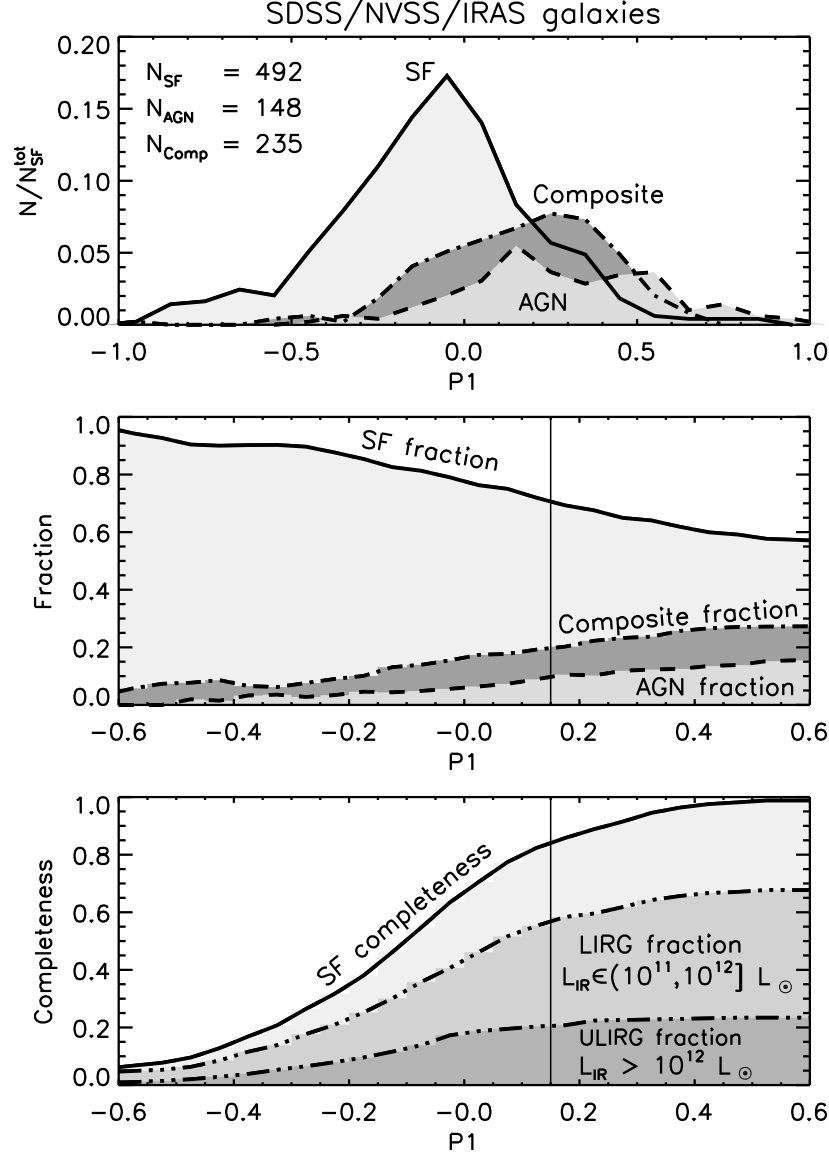 SDSS/NVSS/IRAS galaxies
0.20
N_SF = 492
SF
0.15
N_AGN = 148
N_Comp = 235
N/N_SF^tot
0.10
Composite
0.05
AGN
0.00
−1.0 −0.5 0.0 0.5 1.0
P1
1.0
SF fraction
0.8
0.6
Fraction
0.4
Composite fraction
0.2
AGN fraction
0.0
−0.6 −0.4 −0.2 −0.0 0.2 0.4 0.6
P1
1.0
0.8
SF completeness
0.6
Completeness
LIRG fraction
0.4
L_IR∈(10^11,10^12] L_⊙
0.2
ULIRG fraction
L_IR > 10^12 L_⊙
0.0
−0.6 −0.4 −0.2 −0.0 0.2 0.4 0.6
P1